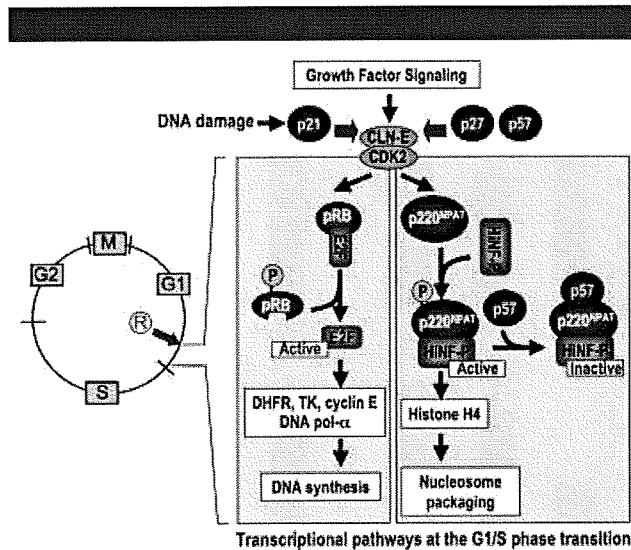 Growth Factor Signaling
DNA damage
p21
p27
p57
CLN-E
CDK2
pRB
E2F
P
pRB
E2F
Active
DHFR, TK, cyclin E
DNA pol-α
DNA synthesis
p220NPAT
HINF-P
P
p220NPAT
HINF-P
Active
p57
p57
p220NPAT
HINF-P
Inactive
Histone H4
Nucleosome
packaging
M
G2
G1
R
S
Transcriptional pathways at the G1/S phase transition